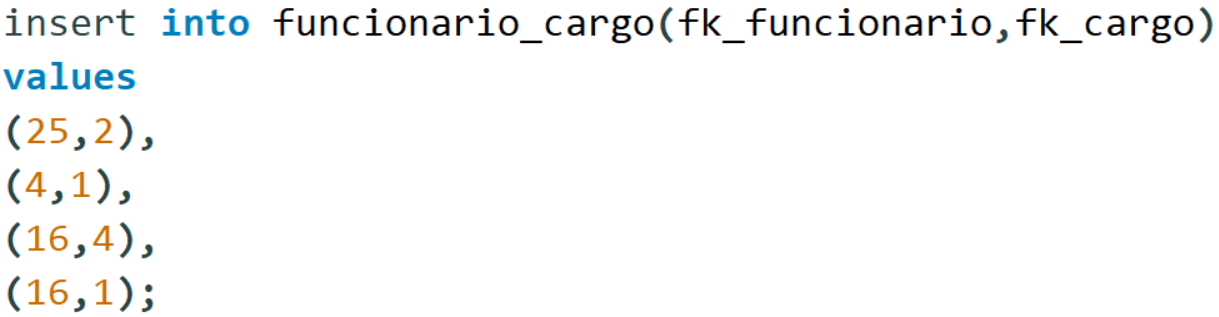 insert into funcionario_cargo(fk_funcionario,fk_cargo)
values
(25,2),
(4,1),
(16,4),
(16,1);